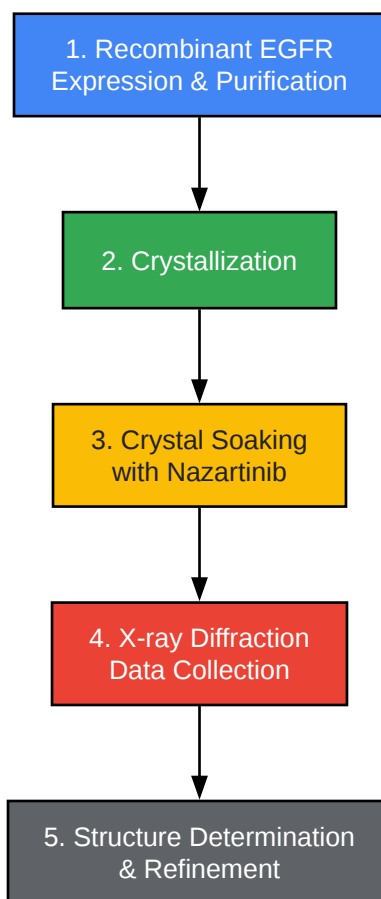 1. Recombinant EGFR
Expression & Purification
2. Crystallization
3. Crystal Soaking
with Nazartinib
4. X-ray Diffraction
Data Collection
5. Structure Determination
& Refinement